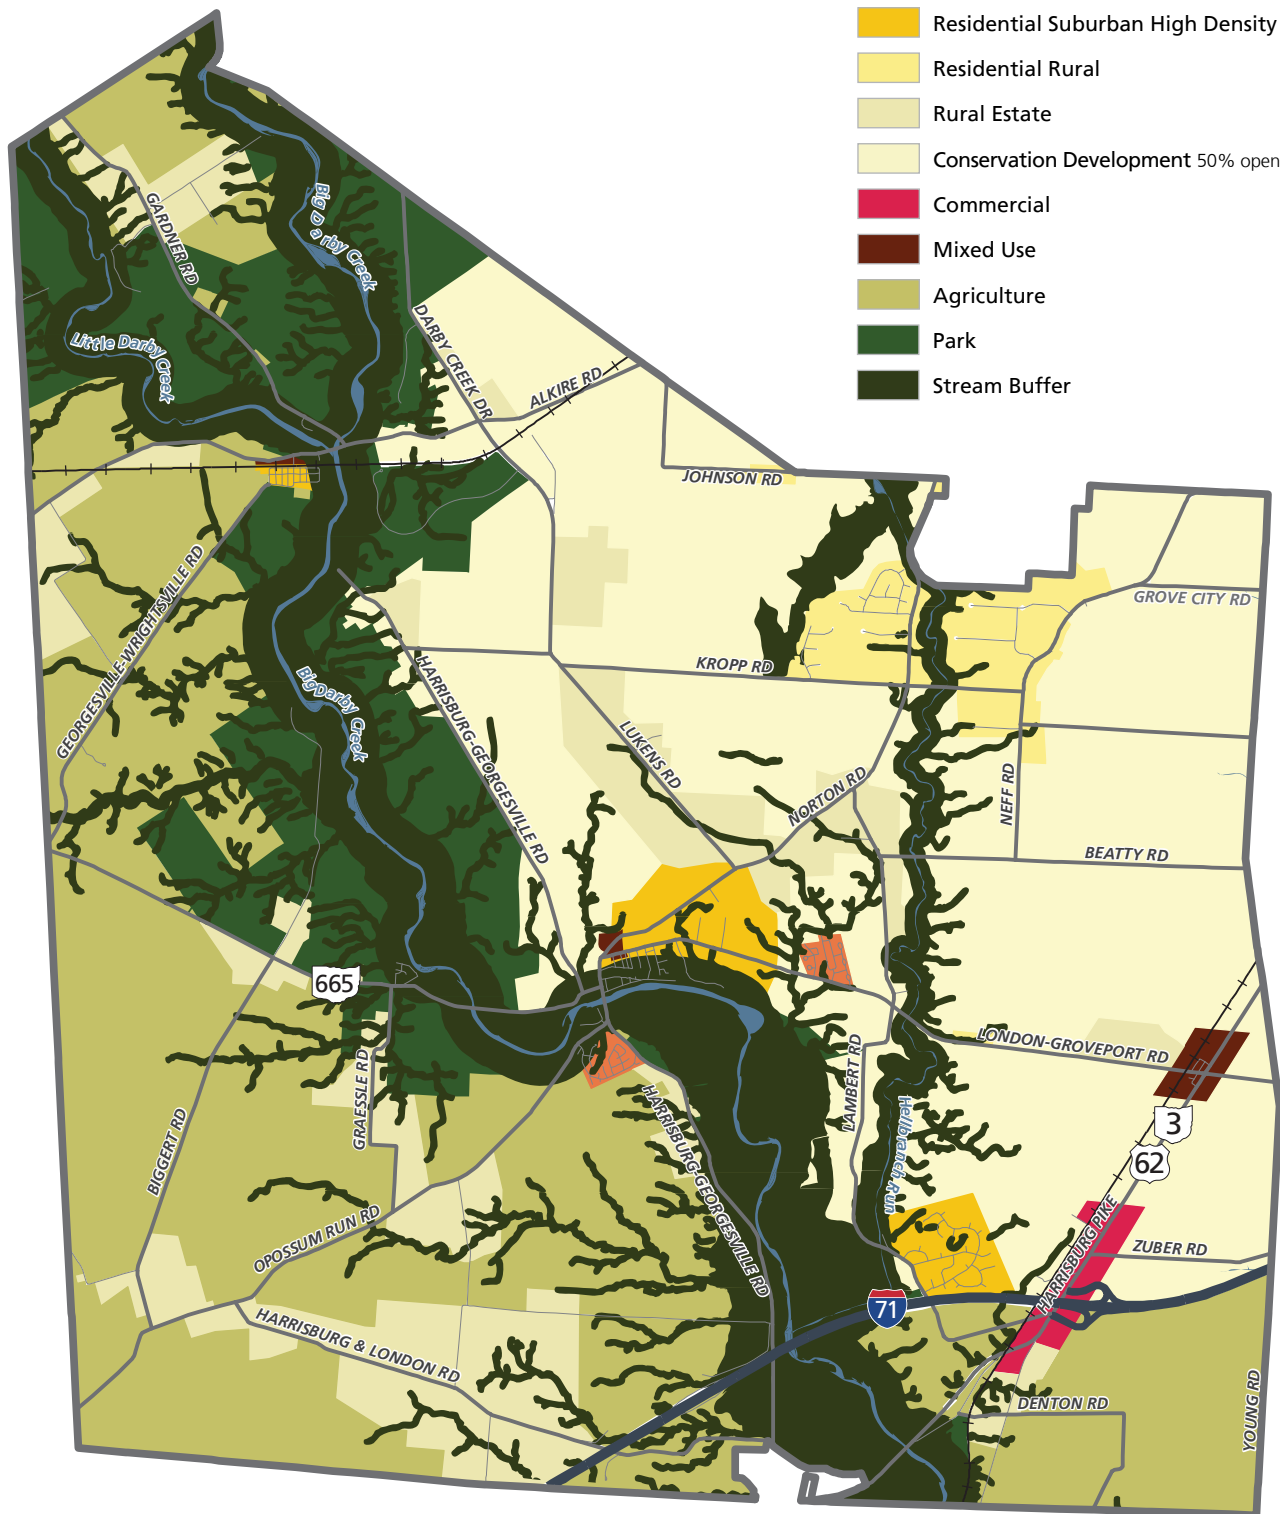 Residential Suburban High Density
Residential Rural
Rural Estate
Conservation Development 50% open
Commercial
Mixed Use
Agriculture
Park
Stream Buffer
GARDNER RD
Big Darby Creek
Little Darby Creek
DARBY CREEK DR
ALKIRE RD
JOHNSON RD
GROVE CITY RD
GEORGESVILLE-WRIGHTSVILLE RD
KROPP RD
HARRISBURG-GEORGESVILLE RD
Big Darby Creek
LUKENS RD
NORTON RD
NEFF RD
BEATTY RD
665
LONDON-GROVEPORT RD
GRAESSLE RD
LAMBERT RD
HARRISBURG-GEORGESVILLE RD
Hellbranch Run
3
62
BIGGERT RD
OPOSSUM RUN RD
HARRISBURG PIKE
ZUBER RD
71
HARRISBURG & LONDON RD
DENTON RD
YOUNG RD